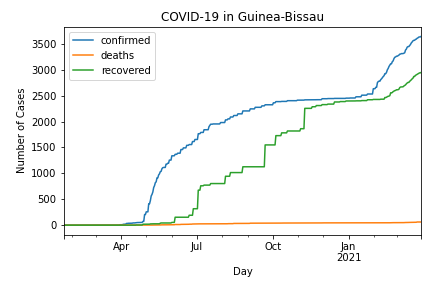 COVID-19 in Guinea-Bissau
confirmed
deaths
recovered
Number of Cases
3500
3000
2500
2000
1500
1000
500
0
Apr
Jul
Oct
Jan
2021
Day